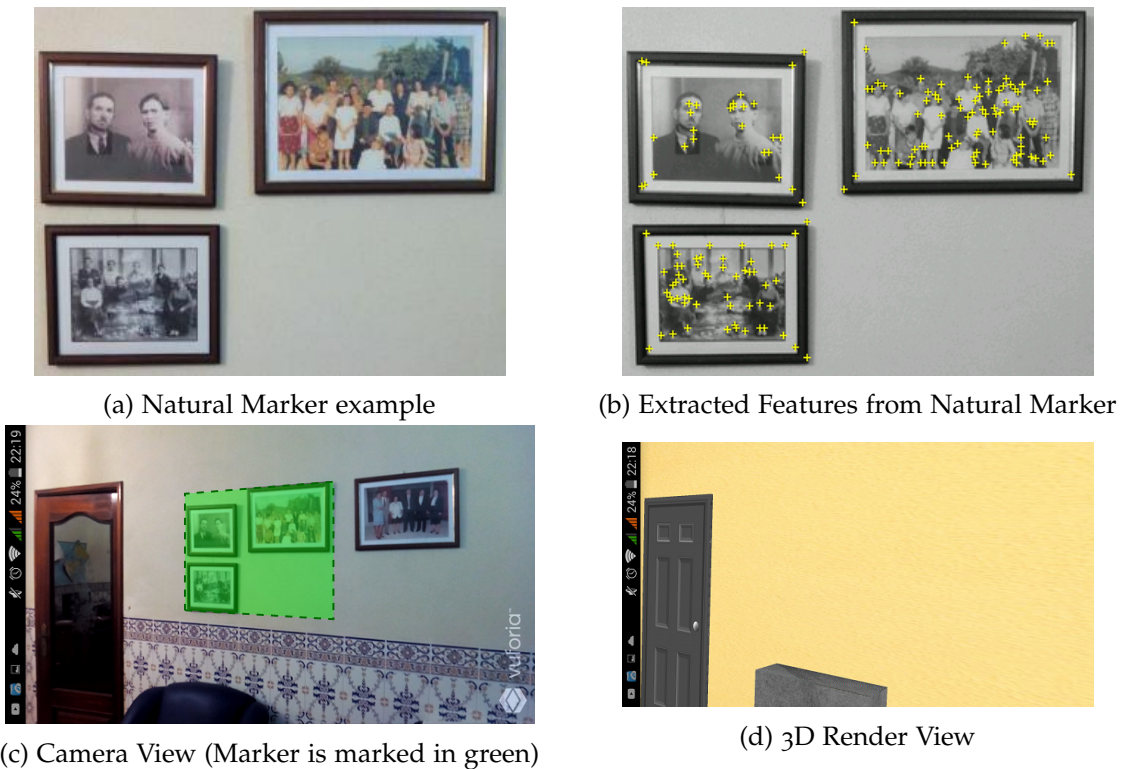 (a) Natural Marker example
(b) Extracted Features from Natural Marker
24% 22:19
vuforia™
(c) Camera View (Marker is marked in green)
24% 22:18
(d) 3D Render View